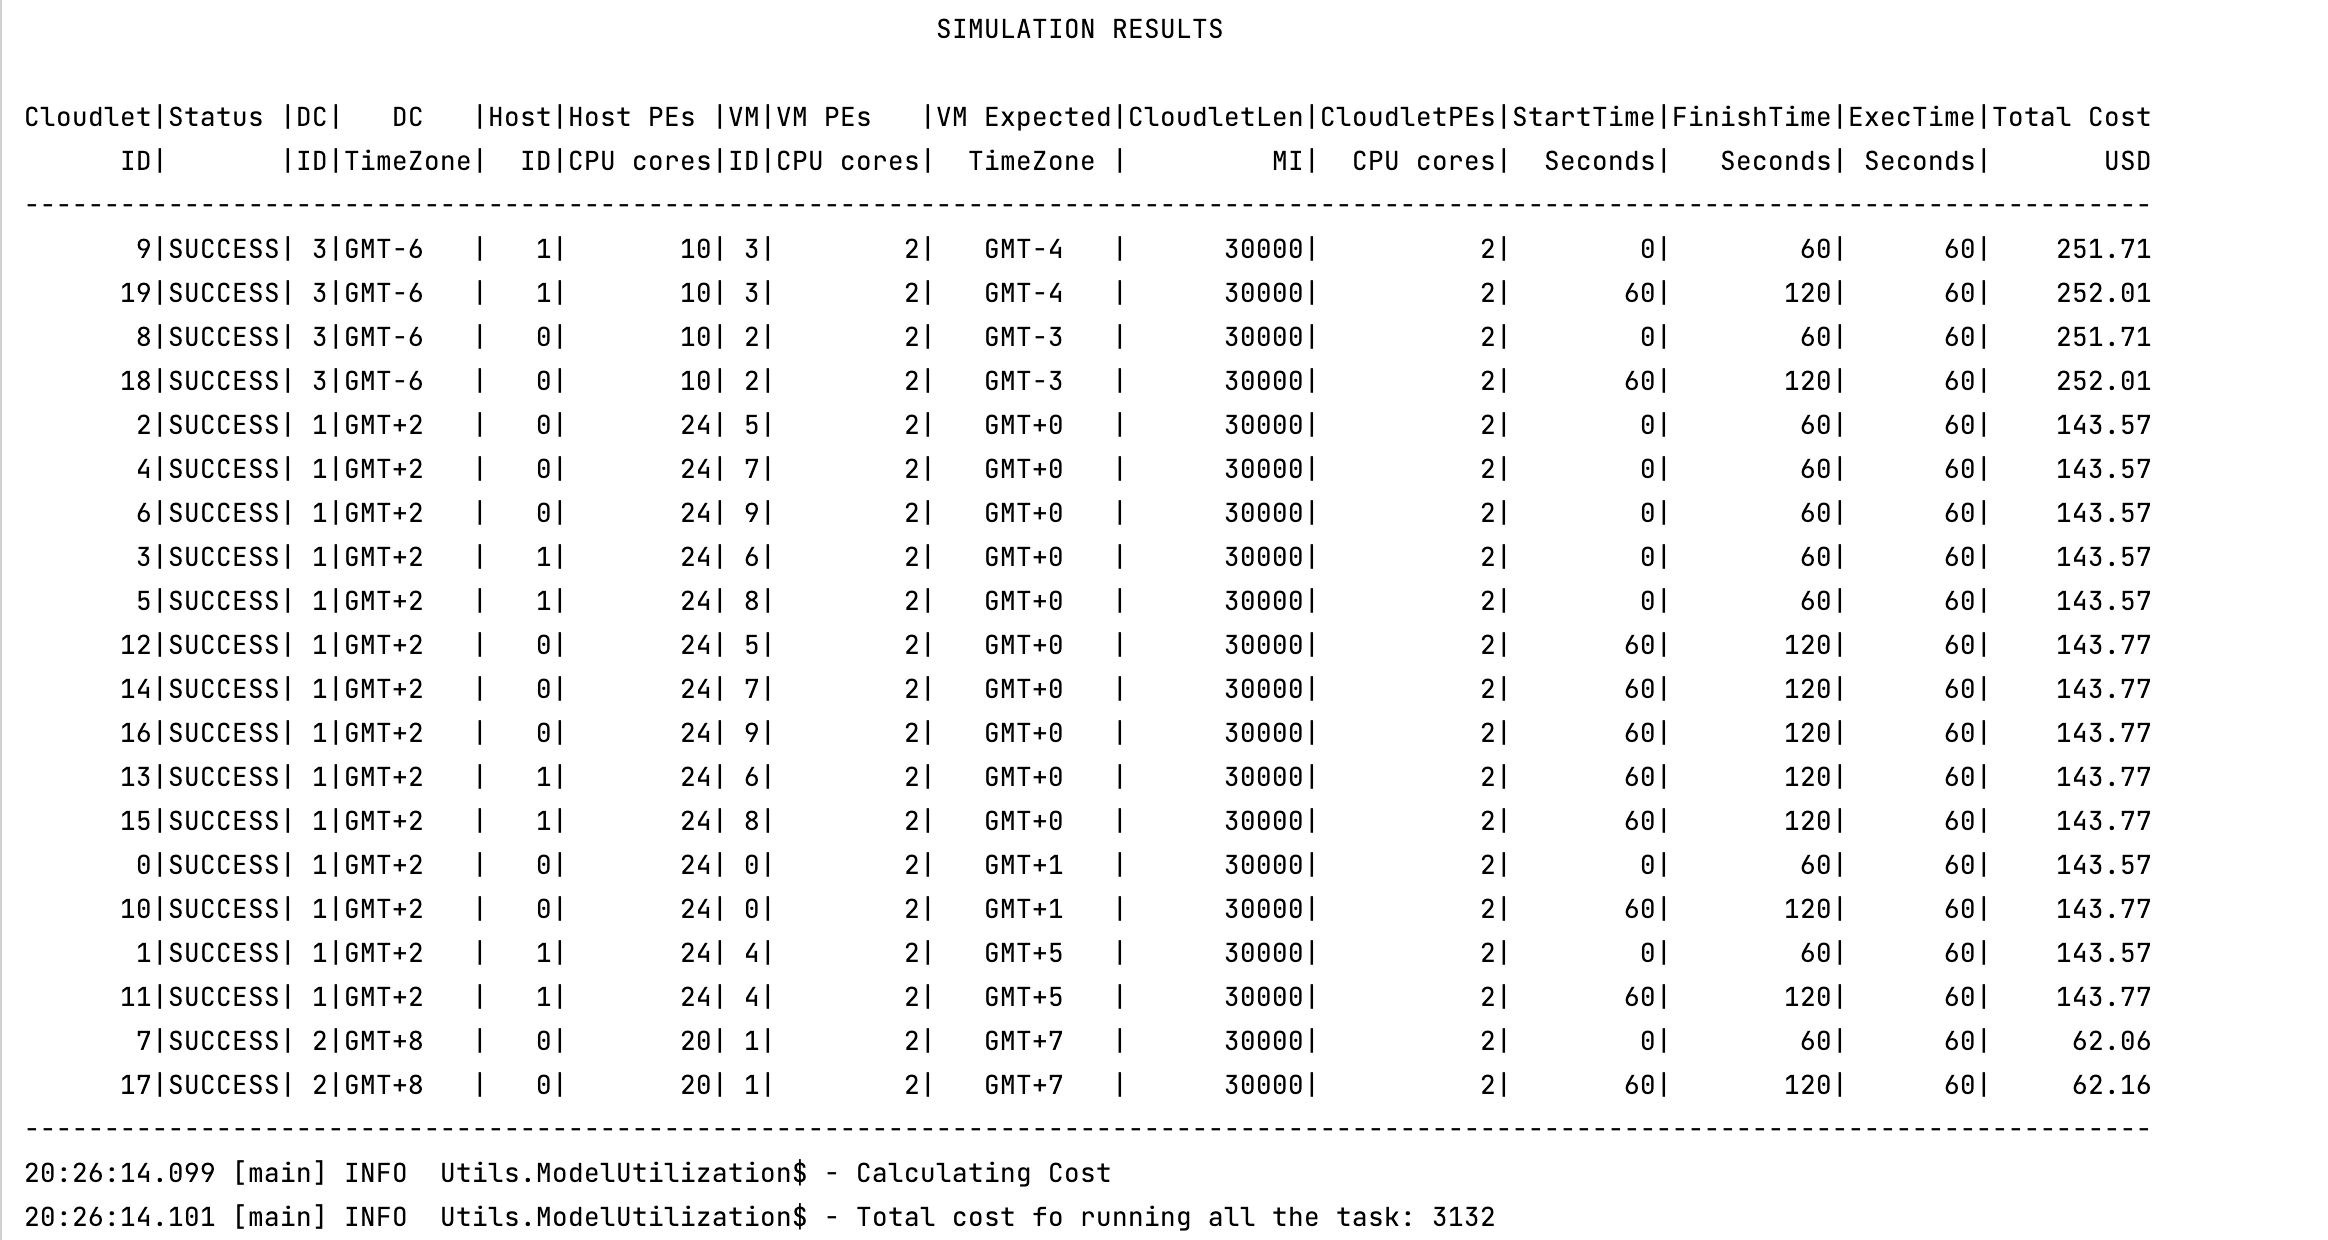 SIMULATION RESULTS
Cloudlet|Status |DC|   DC   |Host|Host PEs |VM|VM PEs   |VM Expected|CloudletLen|CloudletPEs|StartTime|FinishTime|ExecTime|Total Cost
      ID|       |ID|TimeZone|  ID|CPU cores|ID|CPU cores|  TimeZone |         MI|  CPU cores|  Seconds|   Seconds| Seconds|       USD
-------------------------------------------------------------------------------------------------------------------------------------
       9|SUCCESS| 3|GMT-6   |   1|       10| 3|        2|   GMT-4   |      30000|          2|        0|        60|      60|    251.71
      19|SUCCESS| 3|GMT-6   |   1|       10| 3|        2|   GMT-4   |      30000|          2|       60|       120|      60|    252.01
       8|SUCCESS| 3|GMT-6   |   0|       10| 2|        2|   GMT-3   |      30000|          2|        0|        60|      60|    251.71
      18|SUCCESS| 3|GMT-6   |   0|       10| 2|        2|   GMT-3   |      30000|          2|       60|       120|      60|    252.01
       2|SUCCESS| 1|GMT+2   |   0|       24| 5|        2|   GMT+0   |      30000|          2|        0|        60|      60|    143.57
       4|SUCCESS| 1|GMT+2   |   0|       24| 7|        2|   GMT+0   |      30000|          2|        0|        60|      60|    143.57
       6|SUCCESS| 1|GMT+2   |   0|       24| 9|        2|   GMT+0   |      30000|          2|        0|        60|      60|    143.57
       3|SUCCESS| 1|GMT+2   |   1|       24| 6|        2|   GMT+0   |      30000|          2|        0|        60|      60|    143.57
       5|SUCCESS| 1|GMT+2   |   1|       24| 8|        2|   GMT+0   |      30000|          2|        0|        60|      60|    143.57
      12|SUCCESS| 1|GMT+2   |   0|       24| 5|        2|   GMT+0   |      30000|          2|       60|       120|      60|    143.77
      14|SUCCESS| 1|GMT+2   |   0|       24| 7|        2|   GMT+0   |      30000|          2|       60|       120|      60|    143.77
      16|SUCCESS| 1|GMT+2   |   0|       24| 9|        2|   GMT+0   |      30000|          2|       60|       120|      60|    143.77
      13|SUCCESS| 1|GMT+2   |   1|       24| 6|        2|   GMT+0   |      30000|          2|       60|       120|      60|    143.77
      15|SUCCESS| 1|GMT+2   |   1|       24| 8|        2|   GMT+0   |      30000|          2|       60|       120|      60|    143.77
       0|SUCCESS| 1|GMT+2   |   0|       24| 0|        2|   GMT+1   |      30000|          2|        0|        60|      60|    143.57
      10|SUCCESS| 1|GMT+2   |   0|       24| 0|        2|   GMT+1   |      30000|          2|       60|       120|      60|    143.77
       1|SUCCESS| 1|GMT+2   |   1|       24| 4|        2|   GMT+5   |      30000|          2|        0|        60|      60|    143.57
      11|SUCCESS| 1|GMT+2   |   1|       24| 4|        2|   GMT+5   |      30000|          2|       60|       120|      60|    143.77
       7|SUCCESS| 2|GMT+8   |   0|       20| 1|        2|   GMT+7   |      30000|          2|        0|        60|      60|     62.06
      17|SUCCESS| 2|GMT+8   |   0|       20| 1|        2|   GMT+7   |      30000|          2|       60|       120|      60|     62.16
-------------------------------------------------------------------------------------------------------------------------------------
20:26:14.099 [main] INFO  Utils.ModelUtilization$ - Calculating Cost
20:26:14.101 [main] INFO  Utils.ModelUtilization$ - Total cost fo running all the task: 3132